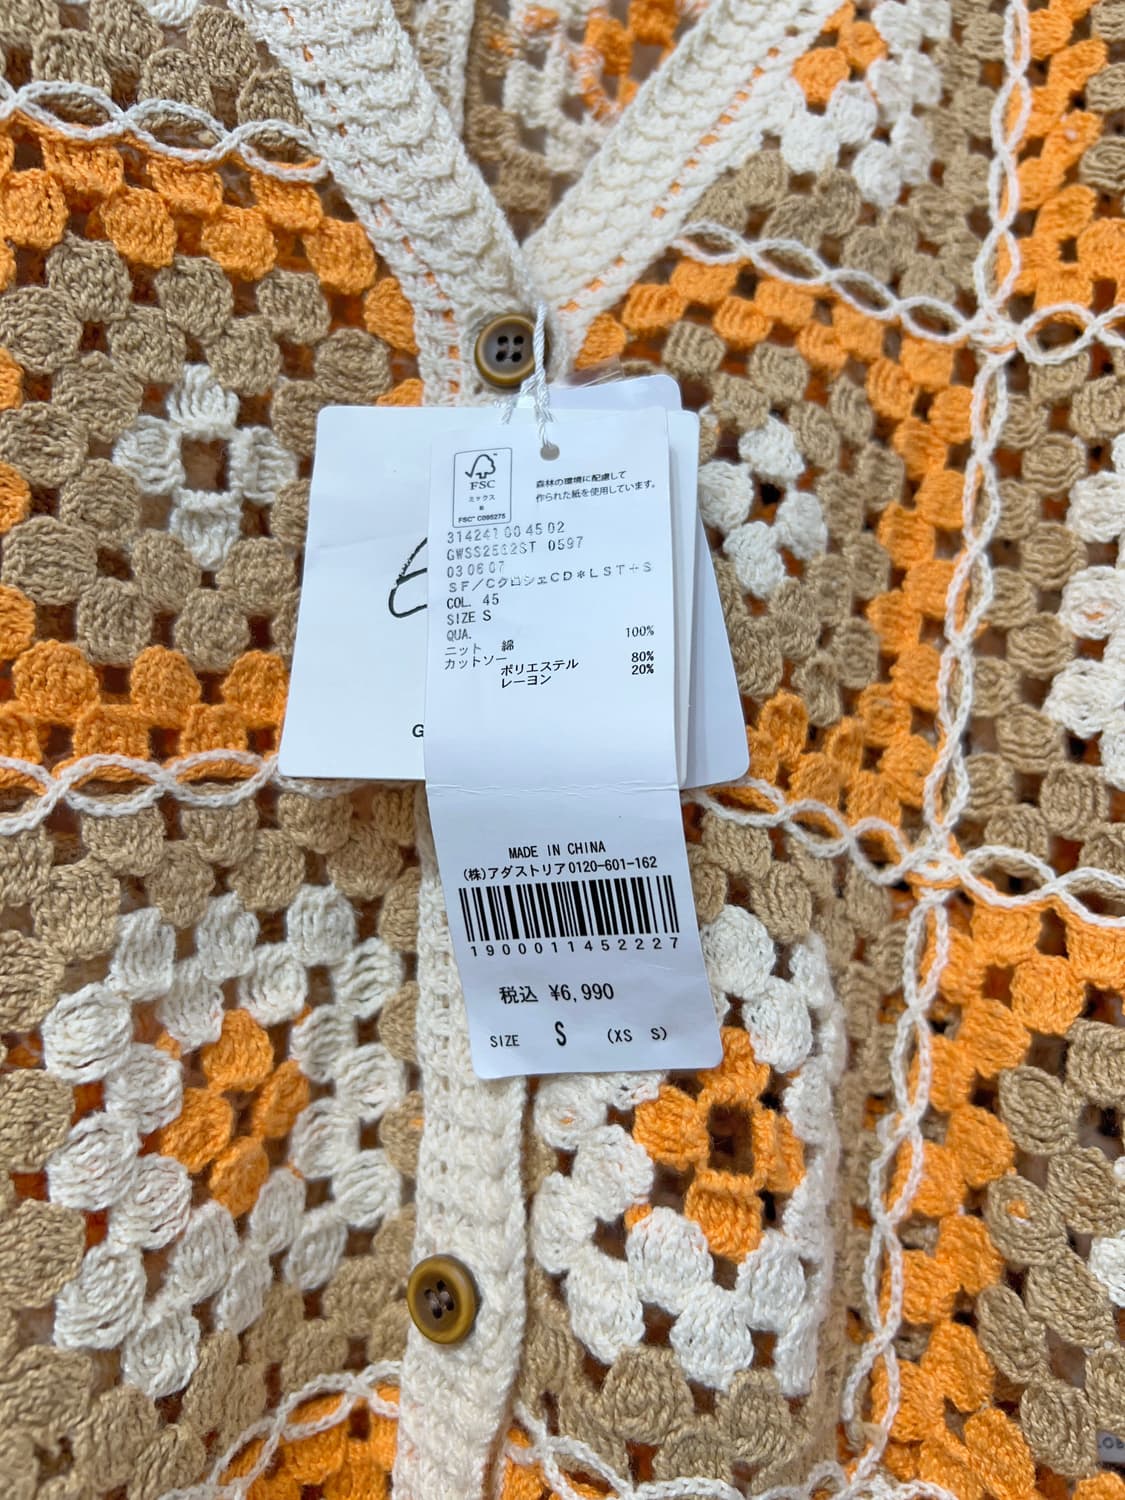 FSC
ミックス
紙
FSC® C095275
森林の環境に配慮して
作られた紙を使用しています。
314241 00 45 02
GWSS2562ST 0597
03 06 07
SF/CクロシェCD*LST+S
COL. 45
SIZE S
QUA.
ニット 綿 100%
カットソー
ポリエステル 80%
レーヨン 20%
G
MADE IN CHINA
(株)アダストリア0120-601-162
1900011452227
税込 ¥6,990
SIZE S (XS S)